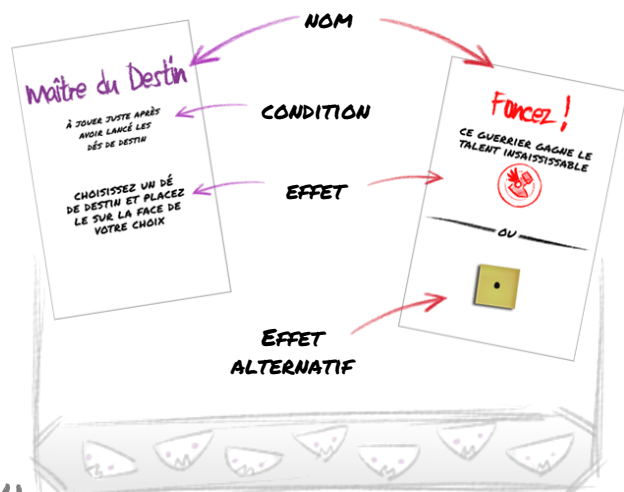 NOM
Maître du Destin
À JOUER JUSTE APRÈS
AVOIR LANCÉ LES
DÉS DE DESTIN
CHOISISSEZ UN DÉ
DE DESTIN ET PLACEZ
LE SUR LA FACE DE
VOTRE CHOIX
CONDITION
EFFET
Foncez !
CE GUERRIER GAGNE LE
TALENT INSAISISSABLE
OU
EFFET
ALTERNATIF